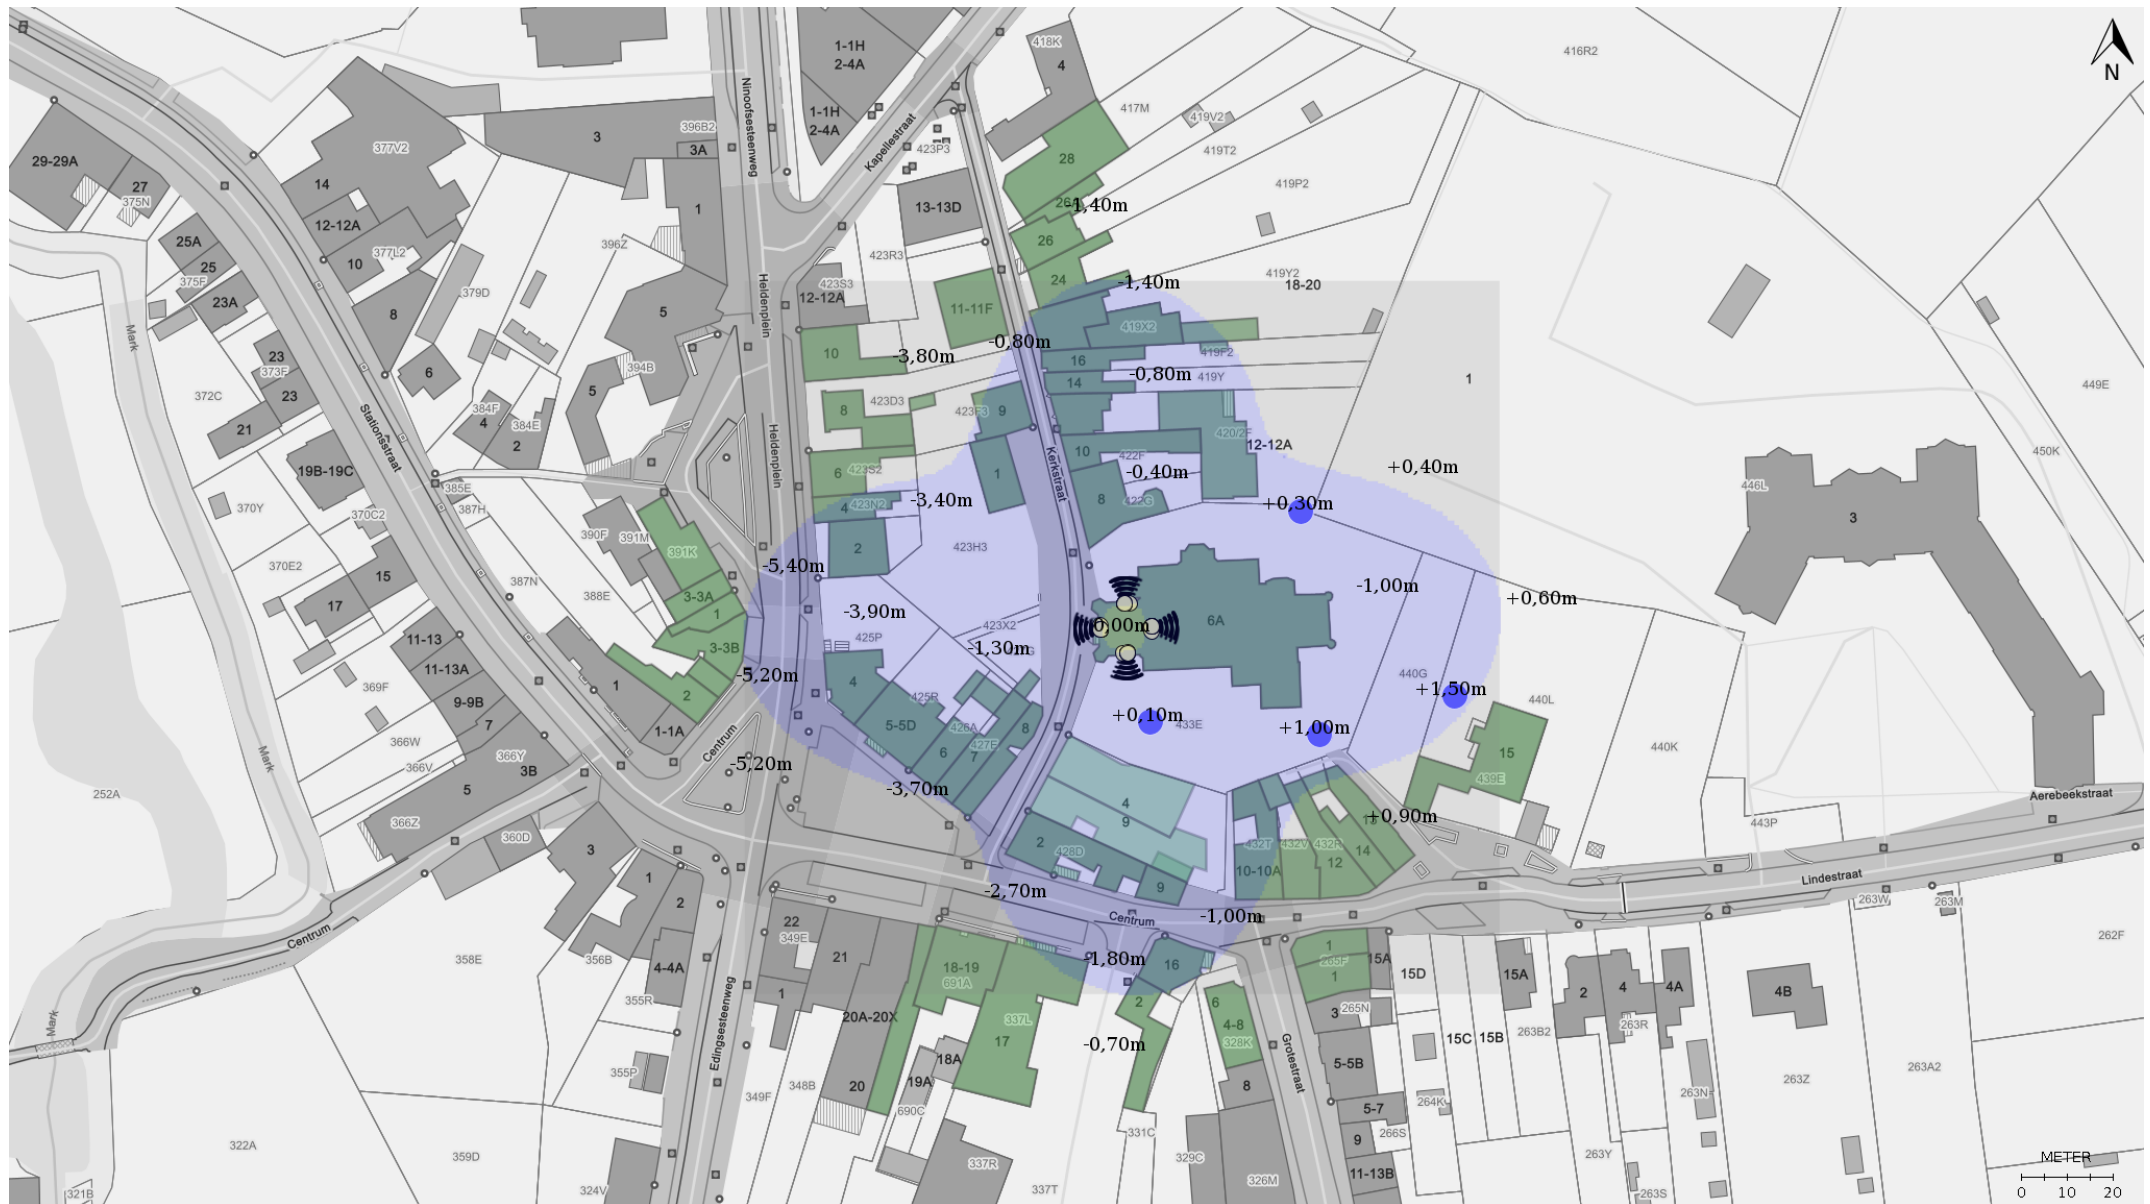 418K
416R2
N
4
1-1H
2-4A
1-1H
2-4A
Ninoofsesteenweg
Kapellestraat
423P3
417M
419V2
419T2
419P2
28
26
24
-1,40m
-1,40m
3
396B2
3A
377V2
29-29A
27
375N
14
12-12A
377L2
10
25A
25
375F
23A
8
379D
396Z
1
13-13D
423R3
423S3
12-12A
Heldenplein
5
419Y2
18-20
11-11F
419X2
-0,80m
-3,80m
10
16
419F2
14
-0,80m
419Y
1
449E
Mark
372C
23
373F
23
21
6
394B
5
384F
4
384E
2
Stationsstraat
19B-19C
385E
387H
370Y
370C2
8
423D3
9
Heldenplein
Kerkstraat
420/2F
12-12A
10
422F
-0,40m
+0,40m
6
423S2
1
8
422G
+0,30m
4
423N2
-3,40m
450K
446L
3
390F
391M
391K
2
423H3
370E2
15
17
387N
388E
-5,40m
3-3A
1
3-3B
-3,90m
423X2
425P
-1,30m
0,00m
6A
-1,00m
+0,60m
11-13
11-13A
9-9B
7
369F
366W
366V
366Y
1
2
1-1A
Centrum
-5,20m
-5,20m
4
425R
5-5D
426A
427E
6
7
8
-3,70m
+0,10m
433E
+1,00m
440G
+1,50m
440L
15
439E
440K
252A
Mark
5
3B
366Z
360D
3
4
9
2
428D
9
432T
432V
432R
10-10A
12
14
+0,90m
443P
Aerebeekstraat
Lindestraat
Centrum
358E
356B
1
2
4-4A
355R
355P
Edingsesteenweg
22
349E
1
21
20A-20X
20
-2,70m
Centrum
-1,00m
-1,80m
16
18-19
691A
337L
17
18A
19A
690C
349F
348B
2
-0,70m
6
4-8
328K
8
Grotestraat
1
1
15A
3
265N
5-5B
5-7
9
11-13B
266S
264K
15D
15C
15B
15A
263B2
2
4
4A
263R
263N
4B
263Z
263W
263M
263A2
262F
263Y
263S
Mark
322A
321B
359D
324V
337R
337T
331C
329C
326M
METER
0 10 20